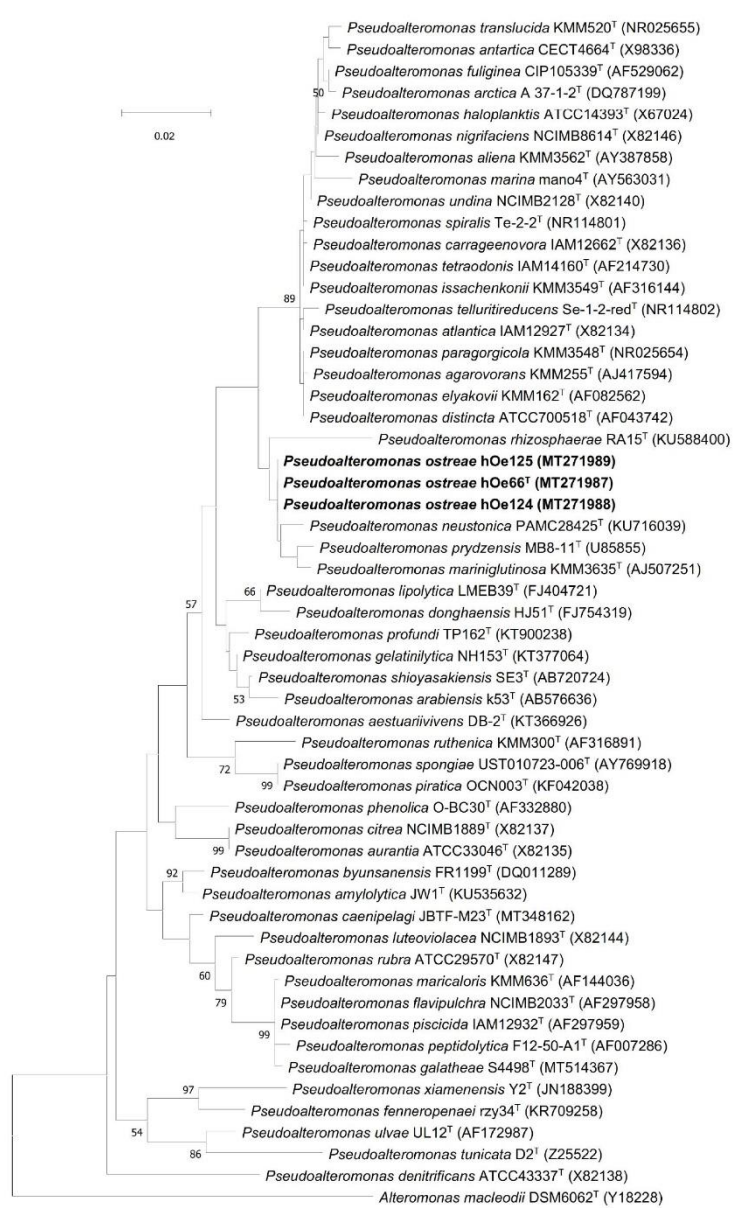 Pseudoalteromonas translucida KMM520ᵀ (NR025655)
Pseudoalteromonas antartica CECT4664ᵀ (X98336)
Pseudoalteromonas fuliginea CIP105339ᵀ (AF529062)
50
Pseudoalteromonas arctica A 37-1-2ᵀ (DQ787199)
Pseudoalteromonas haloplanktis ATCC14393ᵀ (X67024)
0.02
Pseudoalteromonas nigrifaciens NCIMB8614ᵀ (X82146)
Pseudoalteromonas aliena KMM3562ᵀ (AY387858)
Pseudoalteromonas marina mano4ᵀ (AY563031)
Pseudoalteromonas undina NCIMB2128ᵀ (X82140)
Pseudoalteromonas spiralis Te-2-2ᵀ (NR114801)
Pseudoalteromonas carrageenovora IAM12662ᵀ (X82136)
Pseudoalteromonas tetraodonis IAM14160ᵀ (AF214730)
Pseudoalteromonas issachenkonii KMM3549ᵀ (AF316144)
89
Pseudoalteromonas telluritireducens Se-1-2-redᵀ (NR114802)
Pseudoalteromonas atlantica IAM12927ᵀ (X82134)
Pseudoalteromonas paragorgicola KMM3548ᵀ (NR025654)
Pseudoalteromonas agarovorans KMM255ᵀ (AJ417594)
Pseudoalteromonas elyakovii KMM162ᵀ (AF082562)
Pseudoalteromonas distincta ATCC700518ᵀ (AF043742)
Pseudoalteromonas rhizosphaerae RA15ᵀ (KU588400)
Pseudoalteromonas ostreae hOe125 (MT271989)
Pseudoalteromonas ostreae hOe66ᵀ (MT271987)
Pseudoalteromonas ostreae hOe124 (MT271988)
Pseudoalteromonas neustonica PAMC28425ᵀ (KU716039)
Pseudoalteromonas prydzensis MB8-11ᵀ (U85855)
Pseudoalteromonas mariniglutinosa KMM3635ᵀ (AJ507251)
66
Pseudoalteromonas lipolytica LMEB39ᵀ (FJ404721)
57
Pseudoalteromonas donghaensis HJ51ᵀ (FJ754319)
Pseudoalteromonas profundi TP162ᵀ (KT900238)
Pseudoalteromonas gelatinilytica NH153ᵀ (KT377064)
Pseudoalteromonas shioyasakiensis SE3ᵀ (AB720724)
53
Pseudoalteromonas arabiensis k53ᵀ (AB576636)
Pseudoalteromonas aestuariivivens DB-2ᵀ (KT366926)
Pseudoalteromonas ruthenica KMM300ᵀ (AF316891)
72
Pseudoalteromonas spongiae UST010723-006ᵀ (AY769918)
99
Pseudoalteromonas piratica OCN003ᵀ (KF042038)
Pseudoalteromonas phenolica O-BC30ᵀ (AF332880)
Pseudoalteromonas citrea NCIMB1889ᵀ (X82137)
99
Pseudoalteromonas aurantia ATCC33046ᵀ (X82135)
92
Pseudoalteromonas byunsanensis FR1199ᵀ (DQ011289)
Pseudoalteromonas amylolytica JW1ᵀ (KU535632)
Pseudoalteromonas caenipelagi JBTF-M23ᵀ (MT348162)
Pseudoalteromonas luteoviolacea NCIMB1893ᵀ (X82144)
Pseudoalteromonas rubra ATCC29570ᵀ (X82147)
60
Pseudoalteromonas maricaloris KMM636ᵀ (AF144036)
79
Pseudoalteromonas flavipulchra NCIMB2033ᵀ (AF297958)
Pseudoalteromonas piscicida IAM12932ᵀ (AF297959)
99
Pseudoalteromonas peptidolytica F12-50-A1ᵀ (AF007286)
Pseudoalteromonas galatheae S4498ᵀ (MT514367)
97
Pseudoalteromonas xiamenensis Y2ᵀ (JN188399)
Pseudoalteromonas fenneropenaei rzy34ᵀ (KR709258)
54
Pseudoalteromonas ulvae UL12ᵀ (AF172987)
86
Pseudoalteromonas tunicata D2ᵀ (Z25522)
Pseudoalteromonas denitrificans ATCC43337ᵀ (X82138)
Alteromonas macleodii DSM6062ᵀ (Y18228)